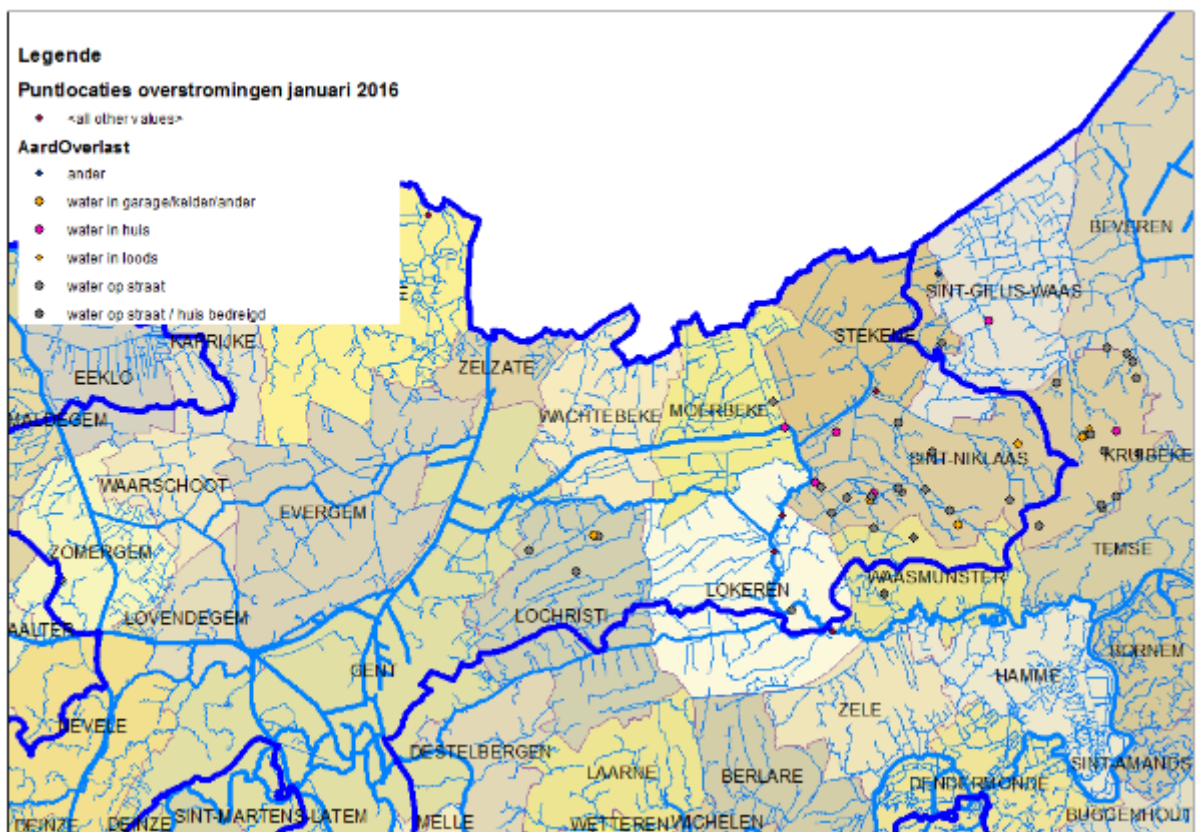 Legende
Puntlocaties overstromingen januari 2016
<all other values>
AardOverlast
ander
water in garage/kelder/ander
water in huis
water in loods
water op straat
water op straat / huis bedreigd
BEVEREN
SINT-GILLIS-WAAS
STEKENE
KAPRIJKE
ZELZATE
EEKLO
MALDEGEM
WACHTEBEKE
MOERBEKE
SINT-NIKLAAS
KRUIBEKE
WAARSCHOOT
EVERGEM
ZOMERGEM
TEMSE
WAASMUNSTER
LOKEREN
LOVENDEGEM
LOCHRISTI
AALTER
GENT
BORNEM
HAMME
NEVELE
ZELE
DESTELBERGEN
SINT-AMANDS
LAARNE
BERLARE
DENDERMONDE
DEINZE
DEINZE
SINT-MARTENS-LATEM
MELLE
WETTEREN
WICHELEN
BUGGENHOUT